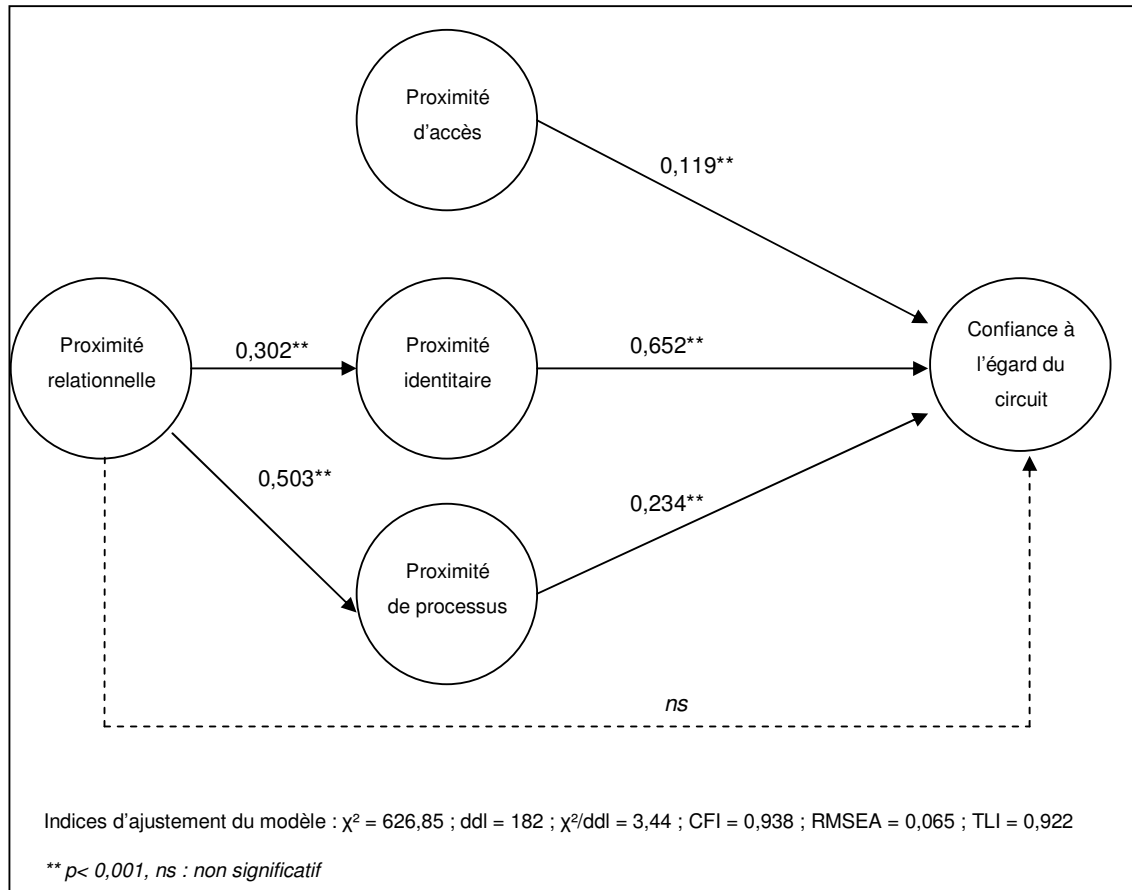 Proximité
d'accès
0,119**
Proximité
relationnelle
0,302**
Proximité
identitaire
0,652**
Confiance à
l'égard du
circuit
0,503**
Proximité
de processus
0,234**
ns
Indices d'ajustement du modèle : χ² = 626,85 ; ddl = 182 ; χ²/ddl = 3,44 ; CFI = 0,938 ; RMSEA = 0,065 ; TLI = 0,922
** p< 0,001, ns : non significatif